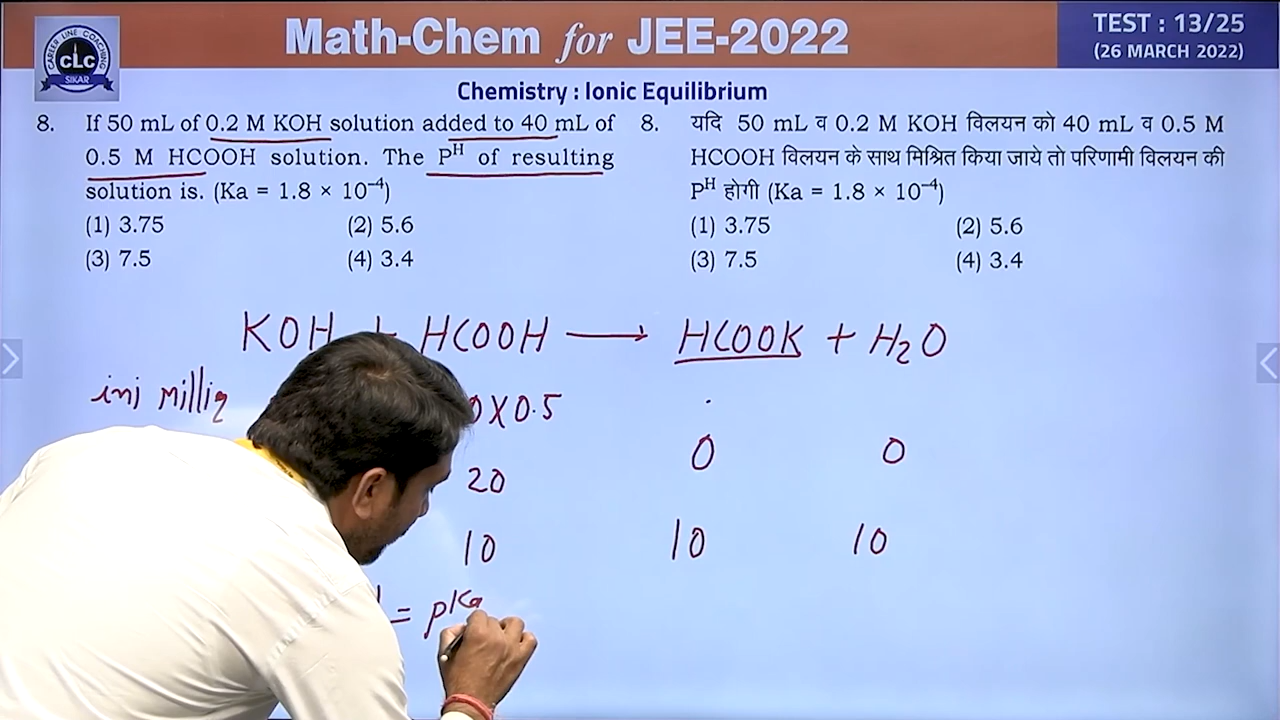 CAREER LINE COACHING
CLC
SIKAR
Math-Chem for JEE-2022
TEST : 13/25
(26 MARCH 2022)
Chemistry : Ionic Equilibrium
8. If 50 mL of 0.2 M KOH solution added to 40 mL of
0.5 M HCOOH solution. The Pᴴ of resulting
solution is. (Ka = 1.8 × 10⁻⁴)
(1) 3.75 (2) 5.6
(3) 7.5 (4) 3.4
8. यदि 50 mL व 0.2 M KOH विलयन को 40 mL व 0.5 M
HCOOH विलयन के साथ मिश्रित किया जाये तो परिणामी विलयन की
Pᴴ होगी (Ka = 1.8 × 10⁻⁴)
(1) 3.75 (2) 5.6
(3) 7.5 (4) 3.4
KOH + HCOOH ⟶ HCOOK + H₂O
0X0.5
0 0
20
10 10 10
= pKa